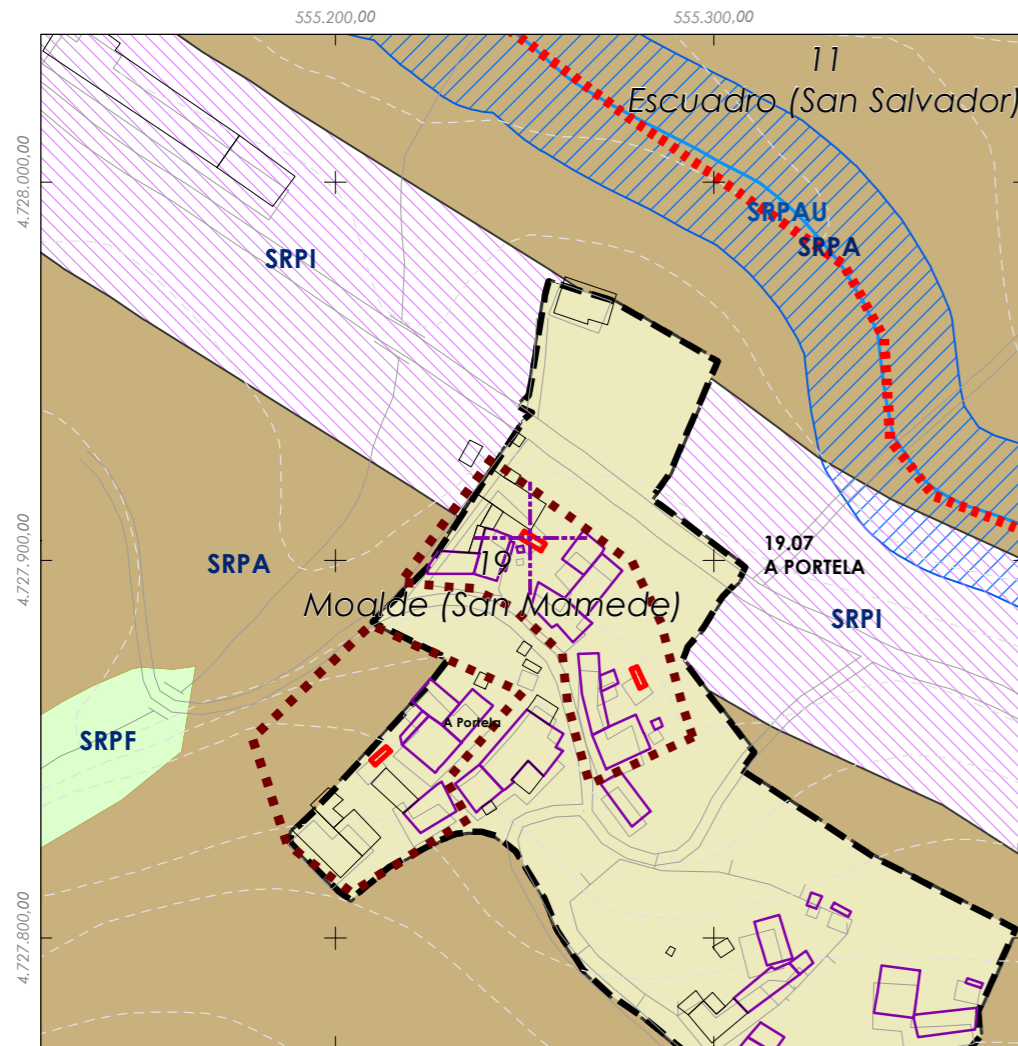 555.200,00
555.300,00
11
Escuadro (San Salvador)
4.728.000,00
SRPAU
SRPA
SRPI
4.727.900,00
SRPA
19
19.07
A PORTELA
Moalde (San Mamede)
SRPI
A Portela
SRPF
4.727.800,00